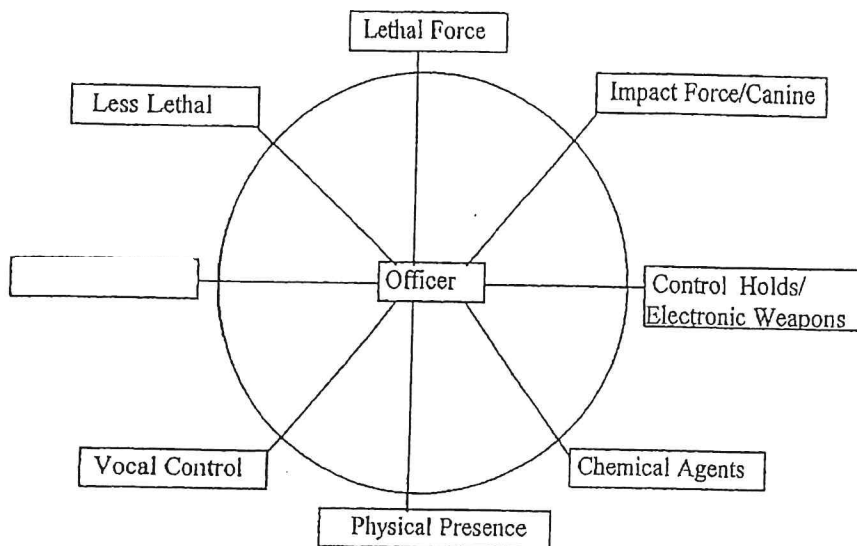 Lethal Force
Less Lethal
Impact Force/Canine
Officer
Control Holds/
Electronic Weapons
Vocal Control
Chemical Agents
Physical Presence